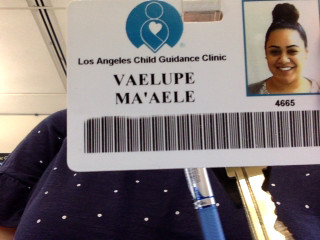 Los Angeles Child Guidance Clinic
VAELUPE
MA'AELE
4665